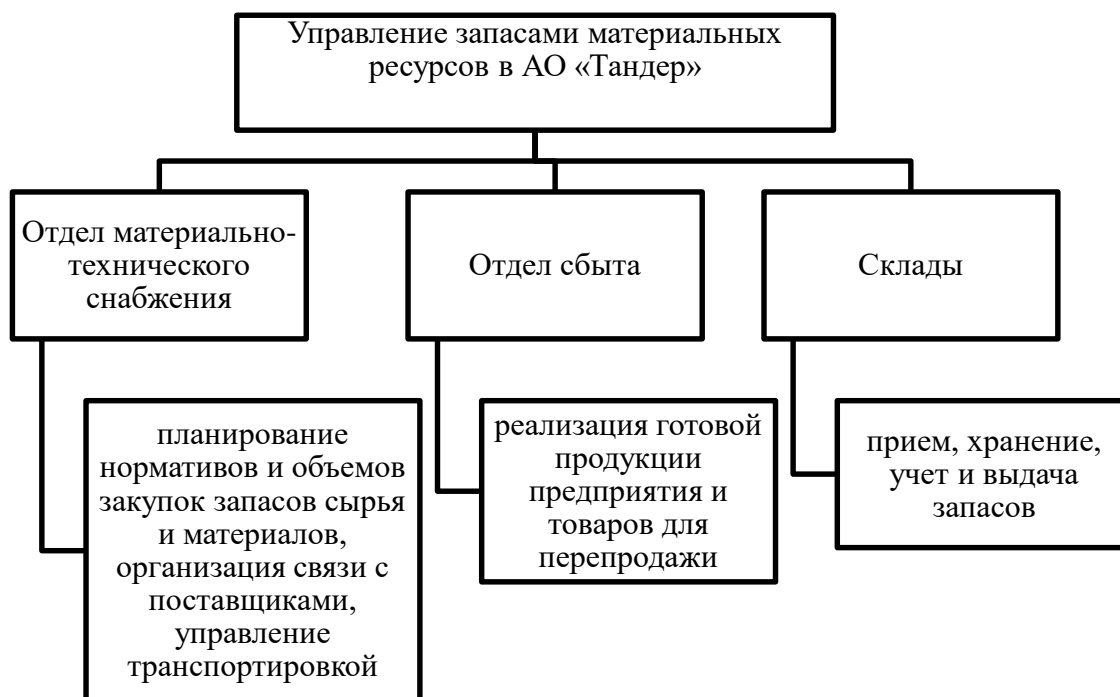 Управление запасами материальных
ресурсов в АО «Тандер»
Отдел материально-
технического
снабжения
Отдел сбыта
Склады
планирование
нормативов и объемов
закупок запасов сырья
и материалов,
организация связи с
поставщиками,
управление
транспортировкой
реализация готовой
продукции
предприятия и
товаров для
перепродажи
прием, хранение,
учет и выдача
запасов